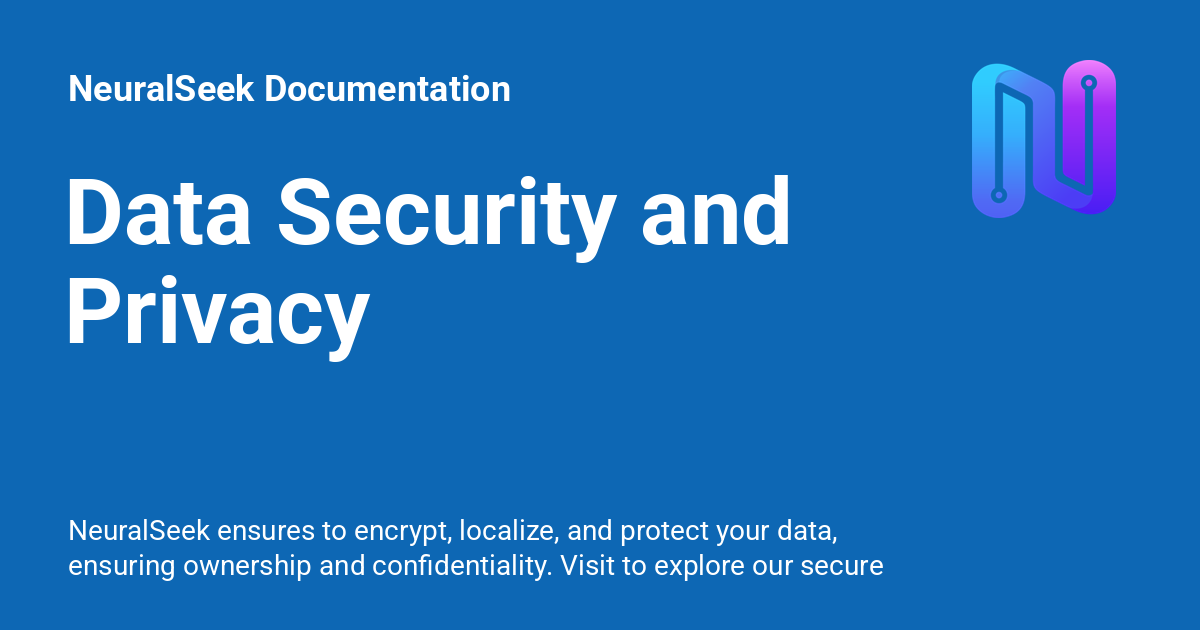 NeuralSeek Documentation
Data Security and
Privacy
NeuralSeek ensures to encrypt, localize, and protect your data,
ensuring ownership and confidentiality. Visit to explore our secure